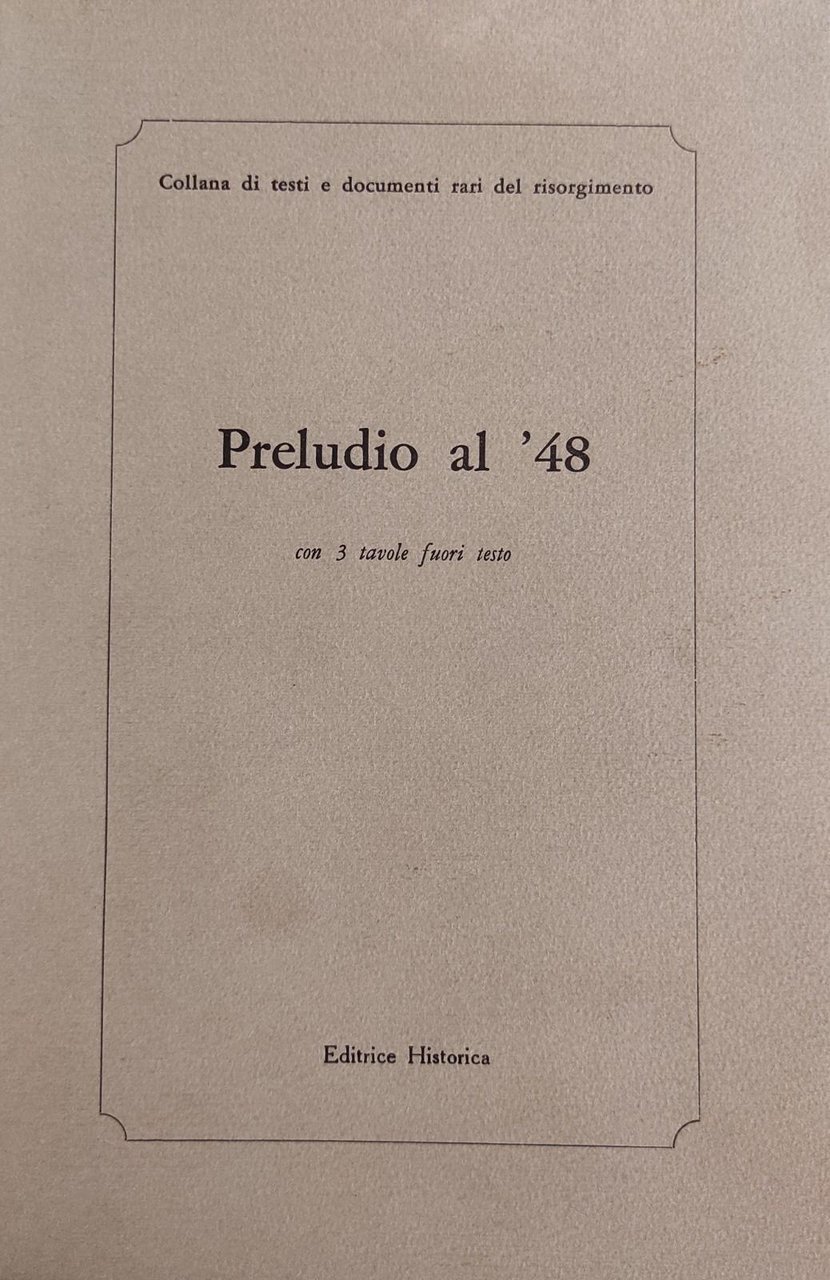 Collana di testi e documenti rari del risorgimento
Preludio al ’48
con 3 tavole fuori testo
Editrice Historica